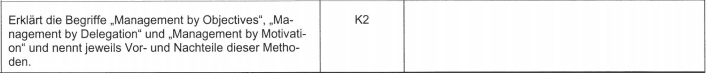 Erklärt die Begriffe „Management by Objectives“, „Ma-
nagement by Delegation“ und „Management by Motivati-
on“ und nennt jeweils Vor- und Nachteile dieser Metho-
den.
K2